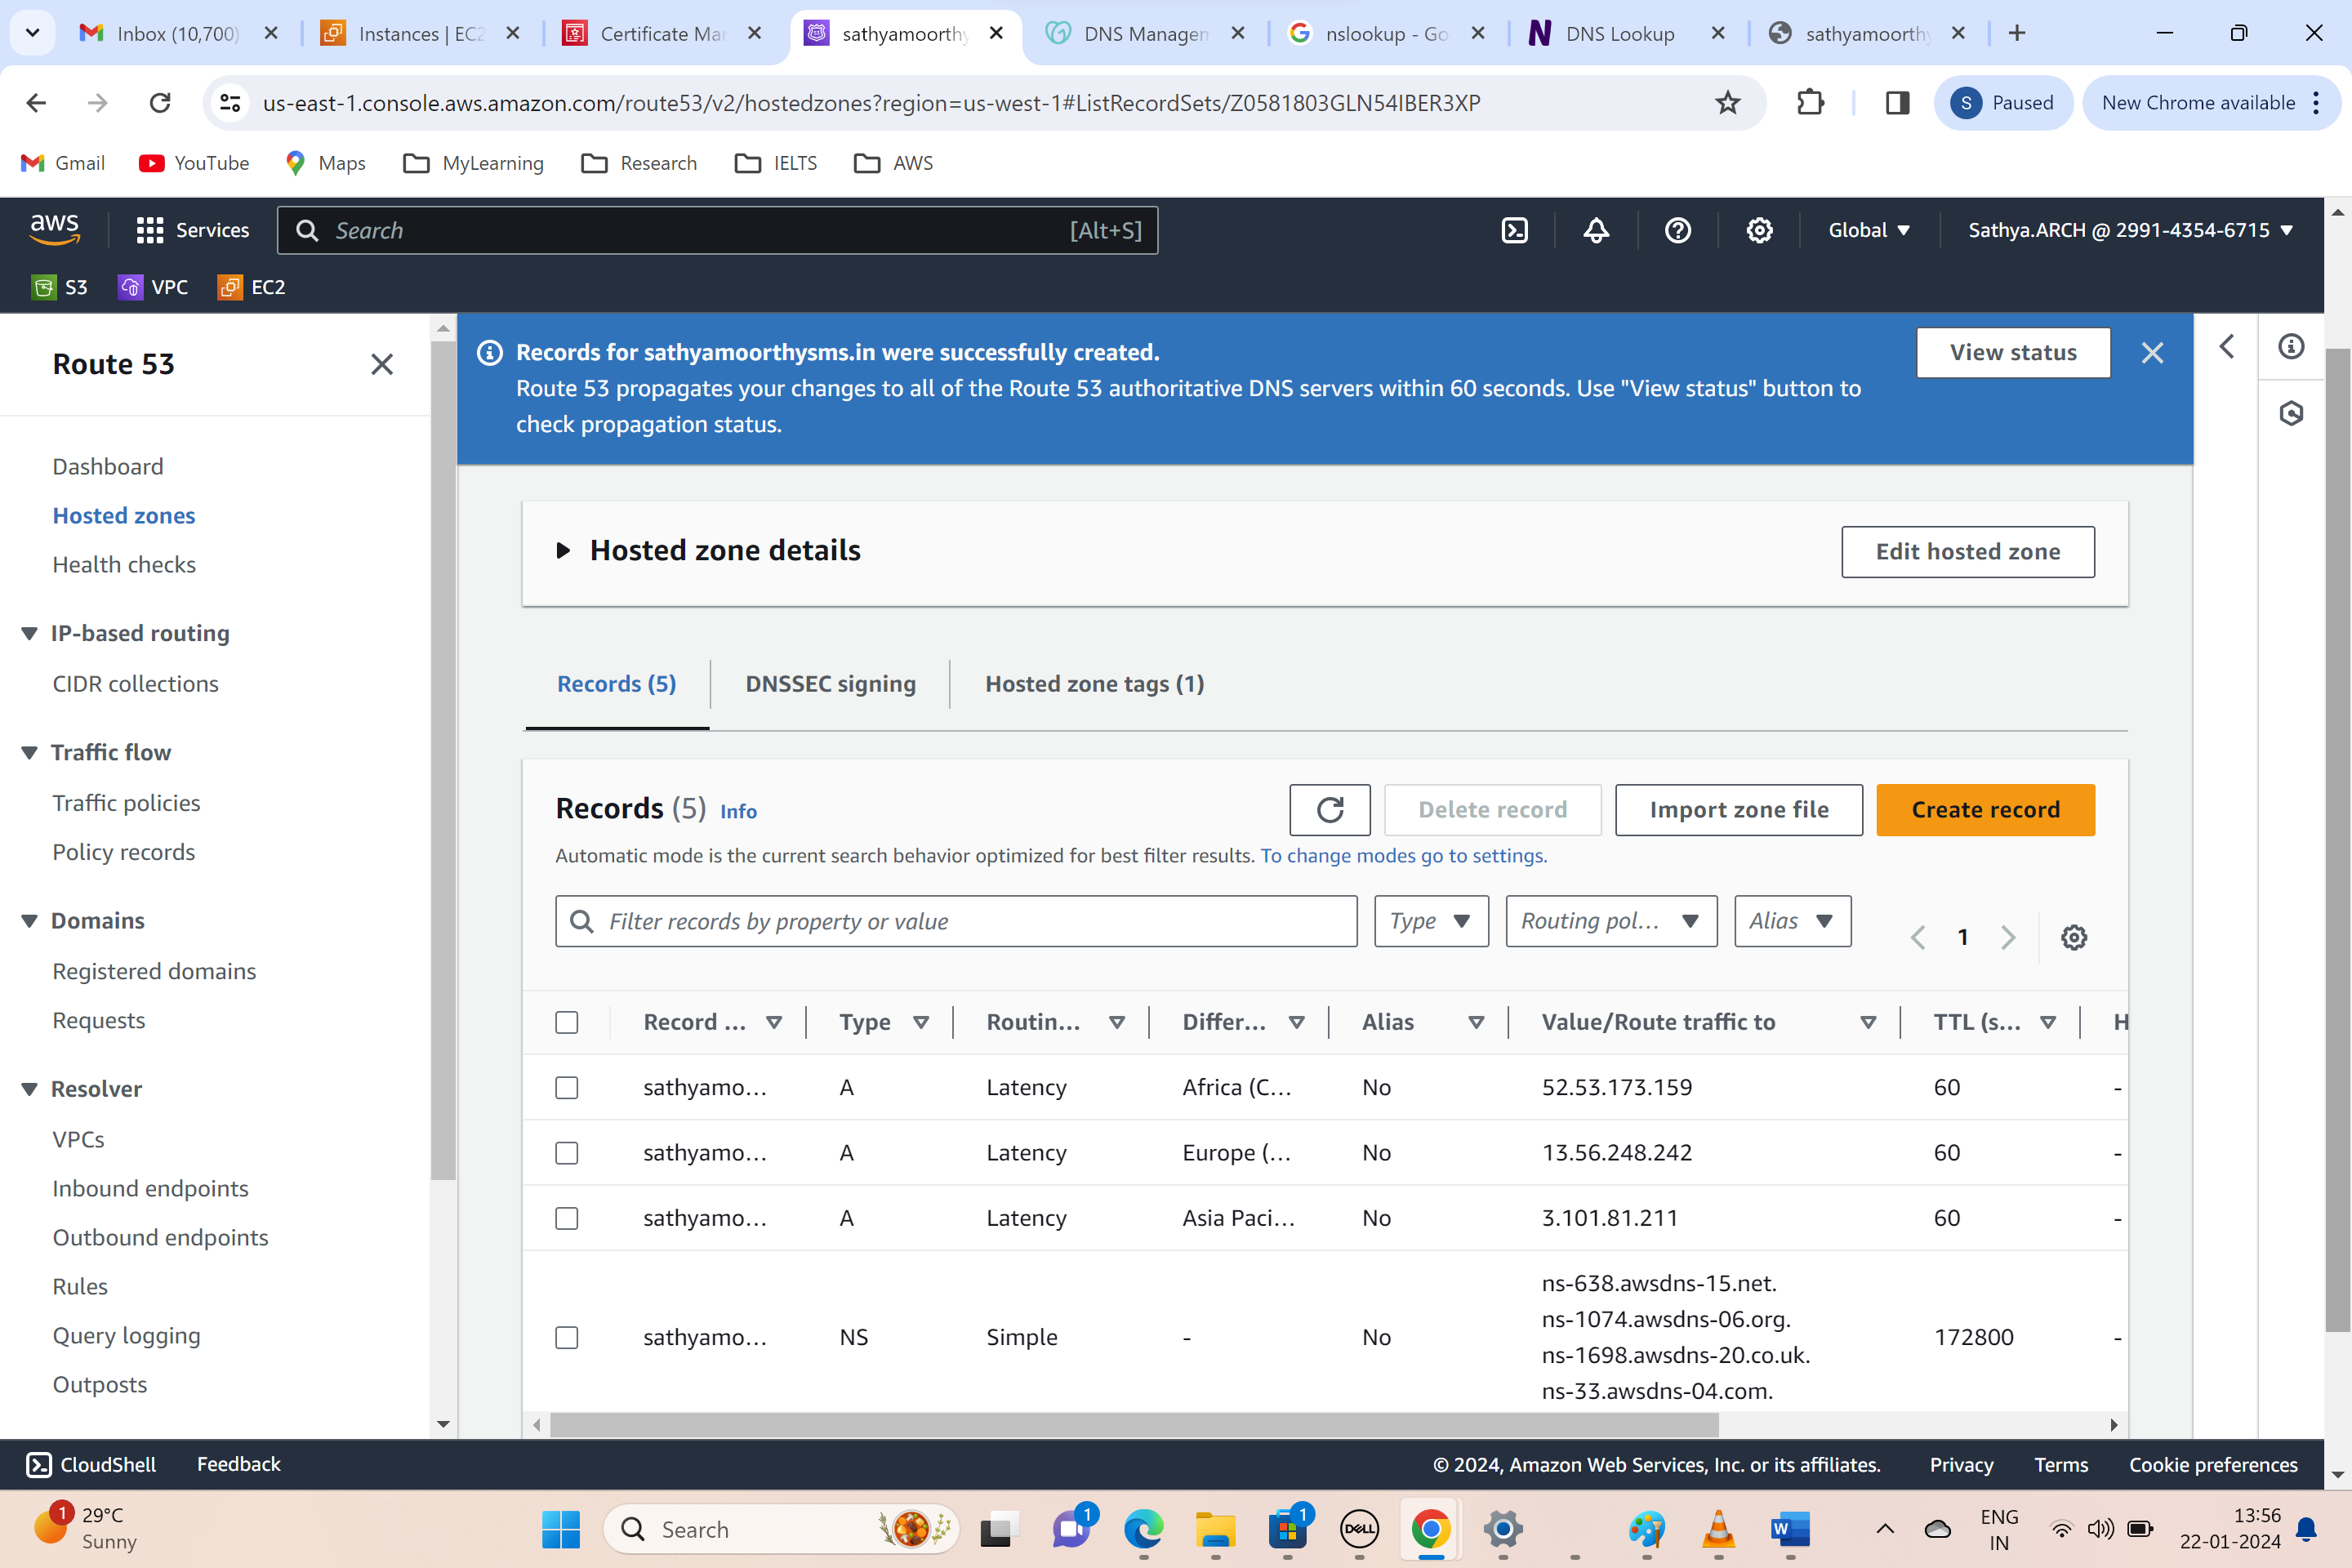 Inbox (10,700)
Instances | EC2
Certificate Mar
sathyamoorthy
DNS Managem
nslookup - Go
DNS Lookup
sathyamoorthy
us-east-1.console.aws.amazon.com/route53/v2/hostedzones?region=us-west-1#ListRecordSets/Z0581803GLN54IBER3XP
S Paused
New Chrome available
Gmail
YouTube
Maps
MyLearning
Research
IELTS
AWS
aws
Services
Search [Alt+S]
Global
Sathya.ARCH @ 2991-4354-6715
S3
VPC
EC2
Route 53
Dashboard
Hosted zones
Health checks
IP-based routing
CIDR collections
Traffic flow
Traffic policies
Policy records
Domains
Registered domains
Requests
Resolver
VPCs
Inbound endpoints
Outbound endpoints
Rules
Query logging
Outposts
Records for sathyamoorthysms.in were successfully created.
Route 53 propagates your changes to all of the Route 53 authoritative DNS servers within 60 seconds. Use "View status" button to
check propagation status.
View status
Hosted zone details
Edit hosted zone
Records (5)
DNSSEC signing
Hosted zone tags (1)
Records (5) Info
Delete record
Import zone file
Create record
Automatic mode is the current search behavior optimized for best filter results. To change modes go to settings.
Filter records by property or value
Type
Routing pol...
Alias
1
Record ... Type Routin... Differ... Alias Value/Route traffic to TTL (s... H
sathyamo... A Latency Africa (C... No 52.53.173.159 60 -
sathyamo... A Latency Europe (... No 13.56.248.242 60 -
sathyamo... A Latency Asia Paci... No 3.101.81.211 60 -
ns-638.awsdns-15.net.
ns-1074.awsdns-06.org.
sathyamo... NS Simple - No 172800 -
ns-1698.awsdns-20.co.uk.
ns-33.awsdns-04.com.
CloudShell
Feedback
© 2024, Amazon Web Services, Inc. or its affiliates.
Privacy
Terms
Cookie preferences
1
29°C
Sunny
Search
1
1
DELL
W
ENG
IN
13:56
22-01-2024